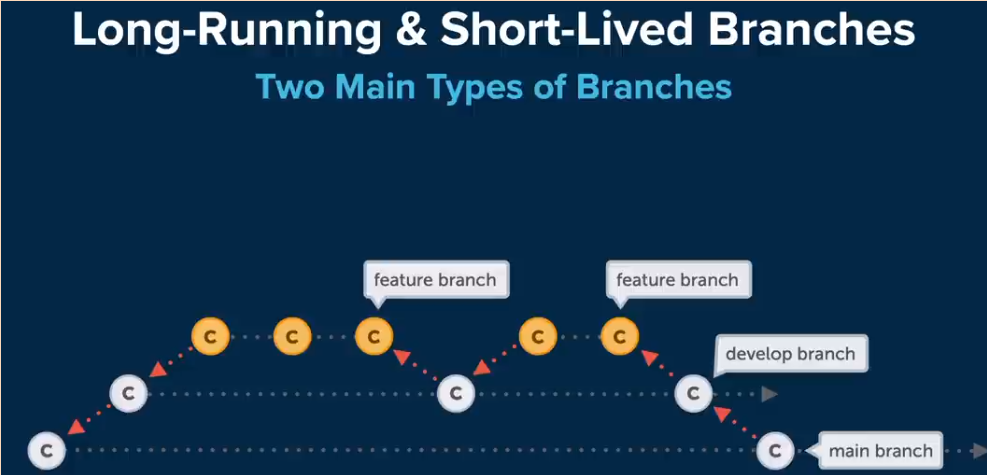 Long-Running & Short-Lived Branches
Two Main Types of Branches
feature branch
feature branch
C
C
C
C
C
develop branch
C
C
C
C
C
main branch